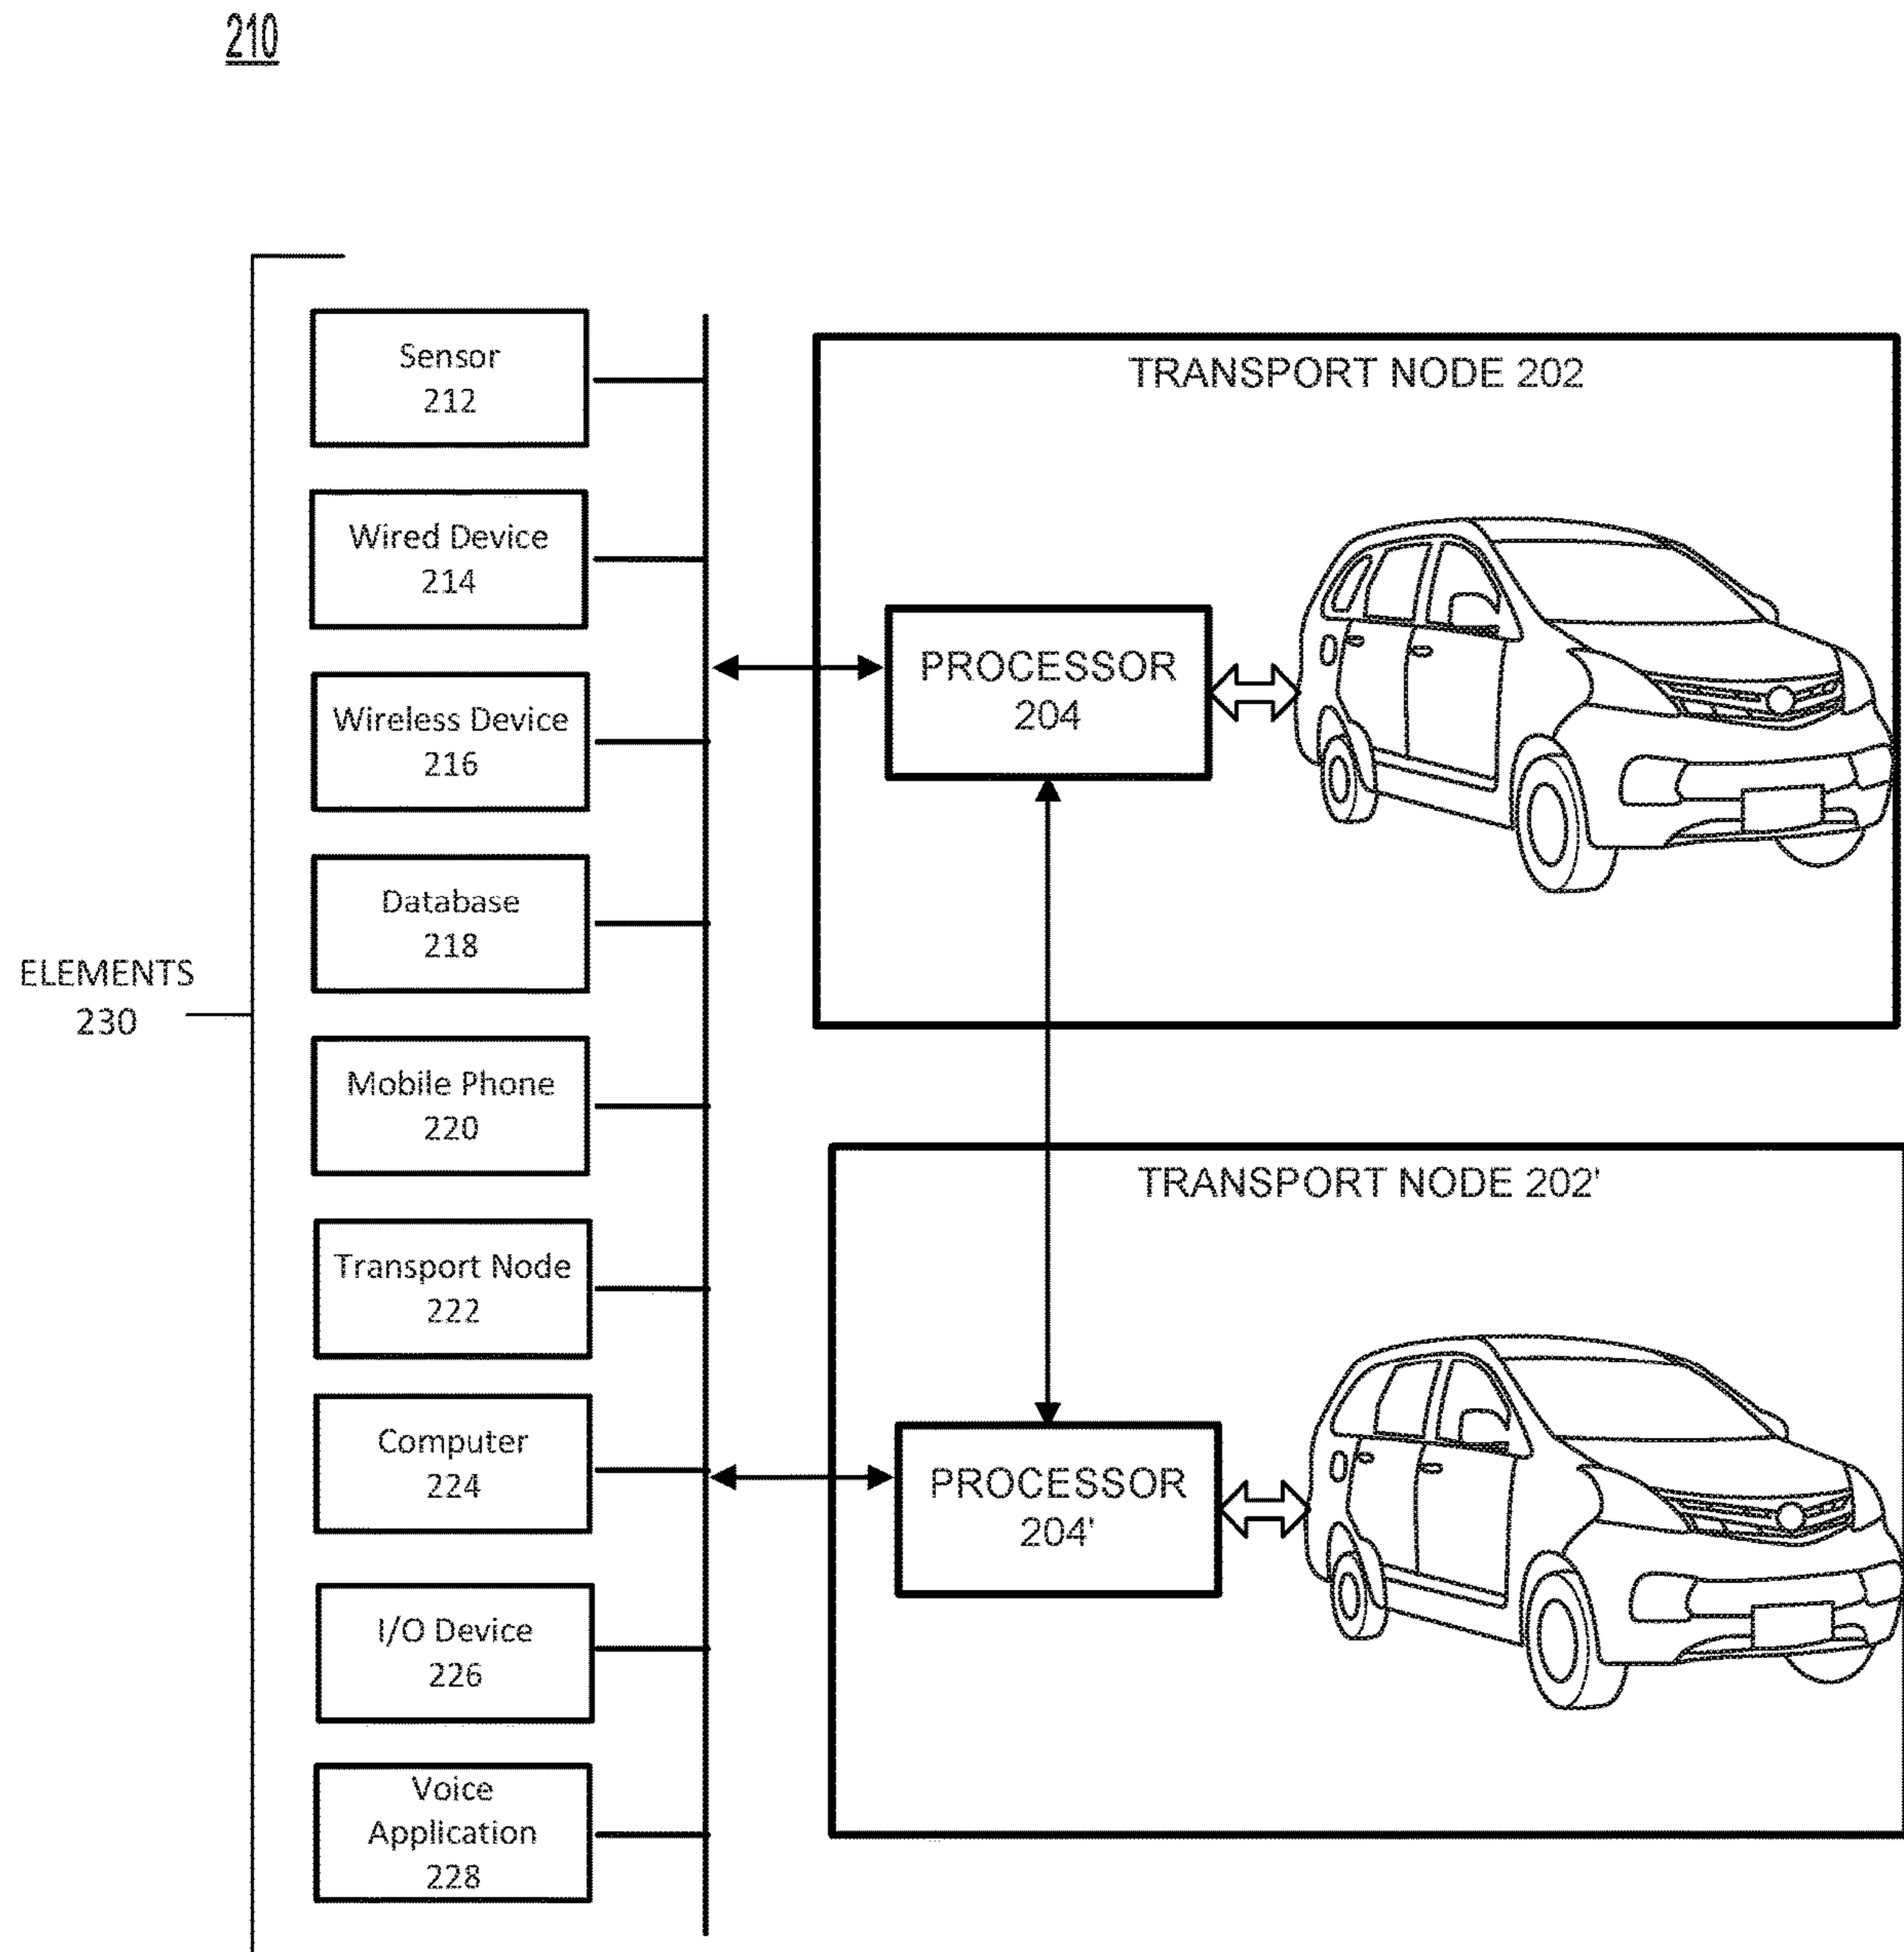 210
Sensor
212
Wired Device
214
Wireless Device
216
Database
218
ELEMENTS
230
Mobile Phone
220
Transport Node
222
Computer
224
I/O Device
226
Voice
Application
228
TRANSPORT NODE 202
PROCESSOR
204
TRANSPORT NODE 202'
PROCESSOR
204'